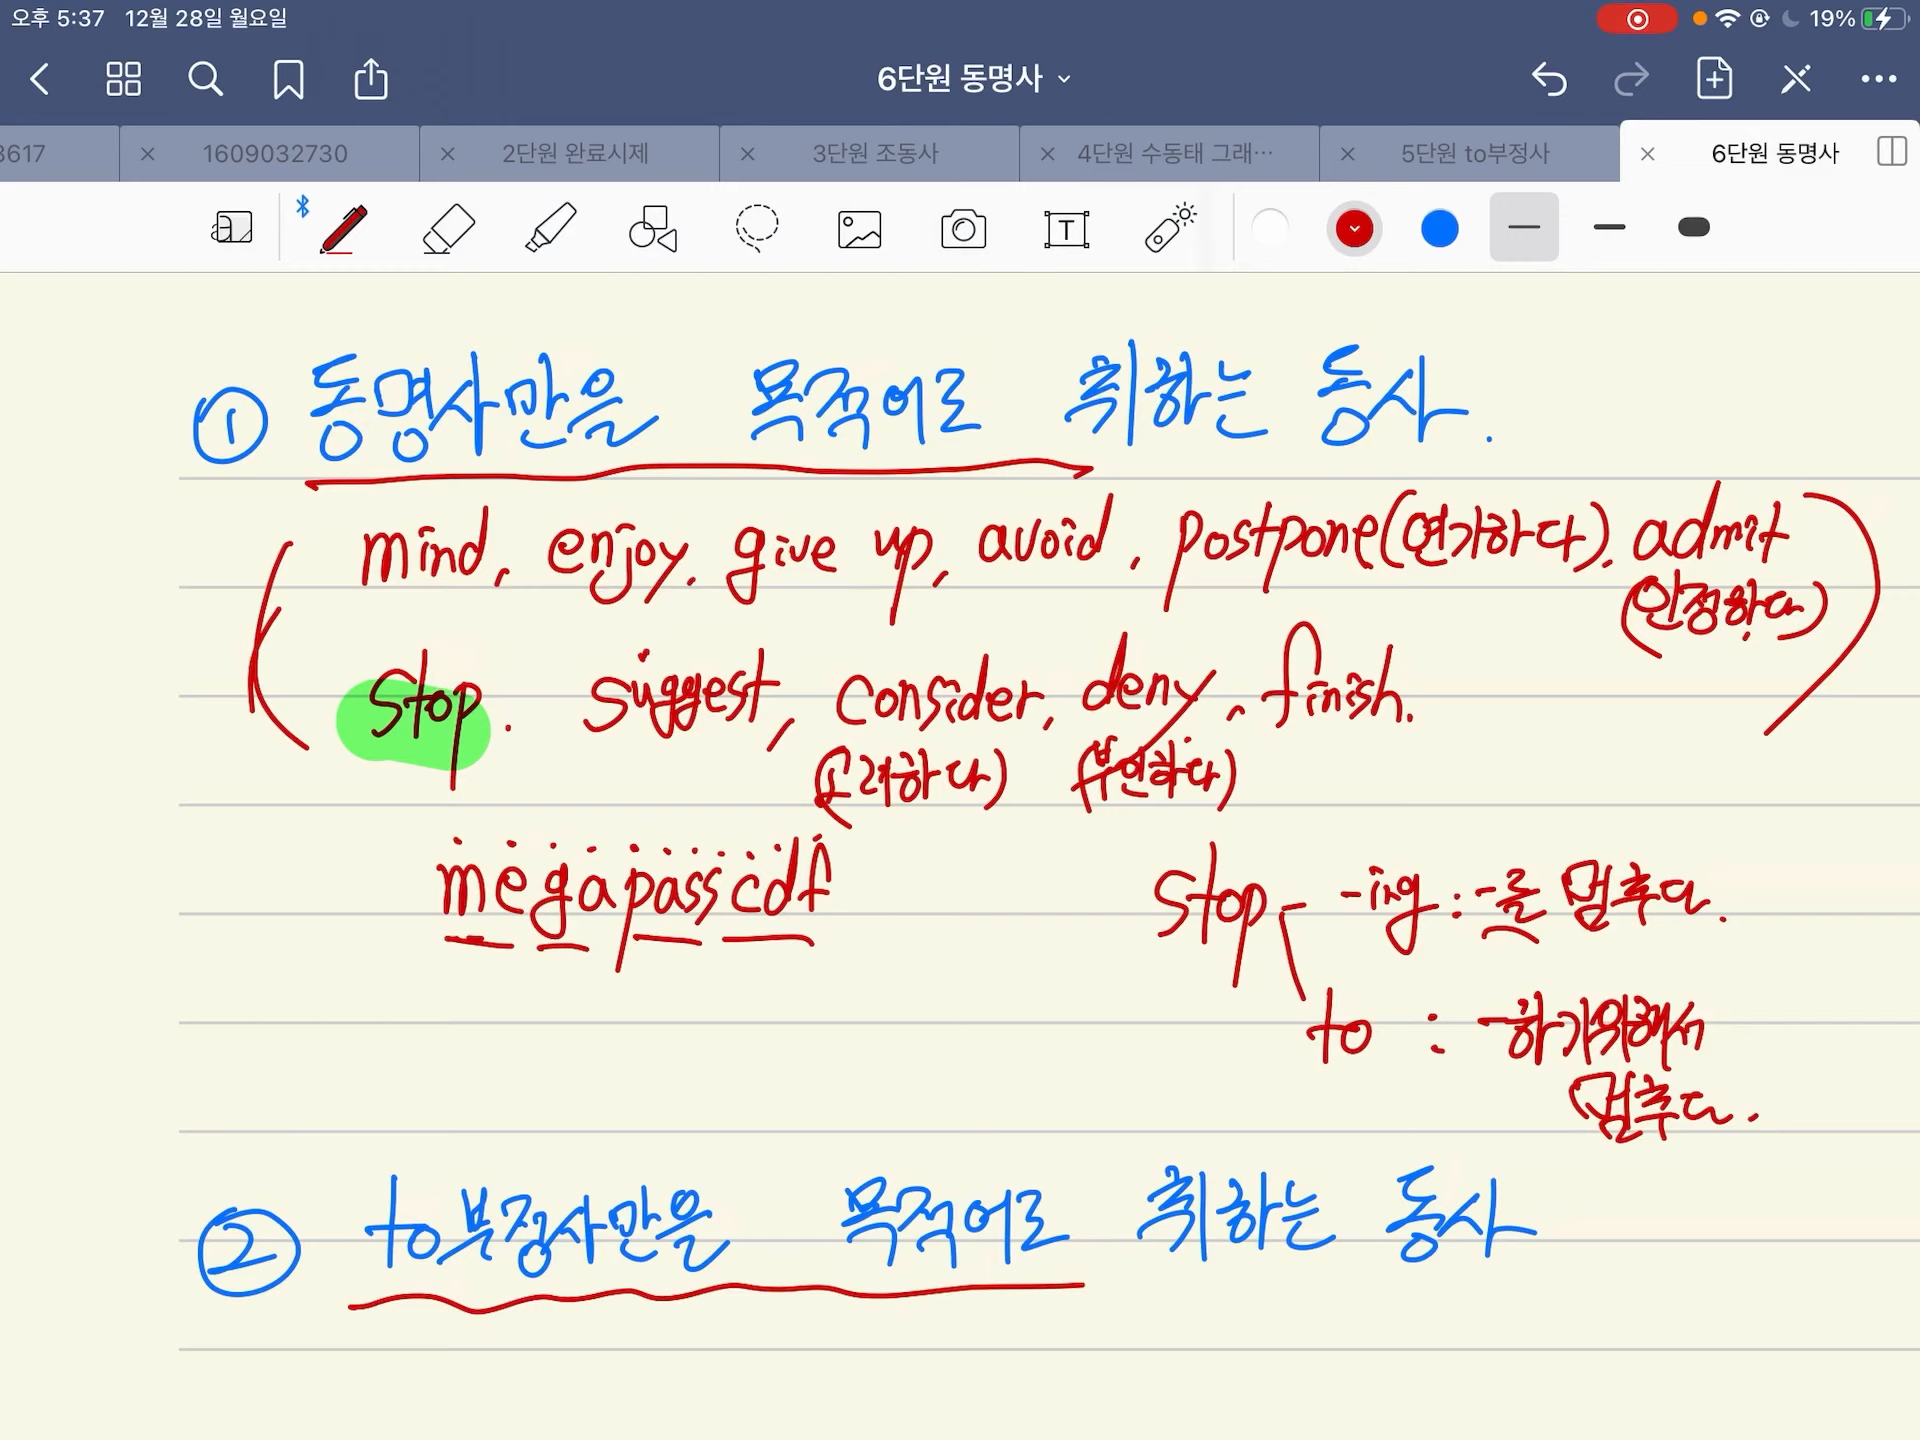 오후 5:37 12월 28일 월요일 19%
6단원 동명사
3617 1609032730 2단원 완료시제 3단원 조동사 4단원 수동태 그래… 5단원 to부정사 6단원 동명사
T
① 동명사만을 목적어로 취하는 동사.
( mind, enjoy, give up, avoid, postpone(연기하다), admit
(인정하다) )
stop. suggest, consider, deny, finish.
(고려하다) (부인하다)
megapasscdf
stop -ing : -를 멈추다.
to : -하기위해서
멈추다.
② to부정사만을 목적어로 취하는 동사